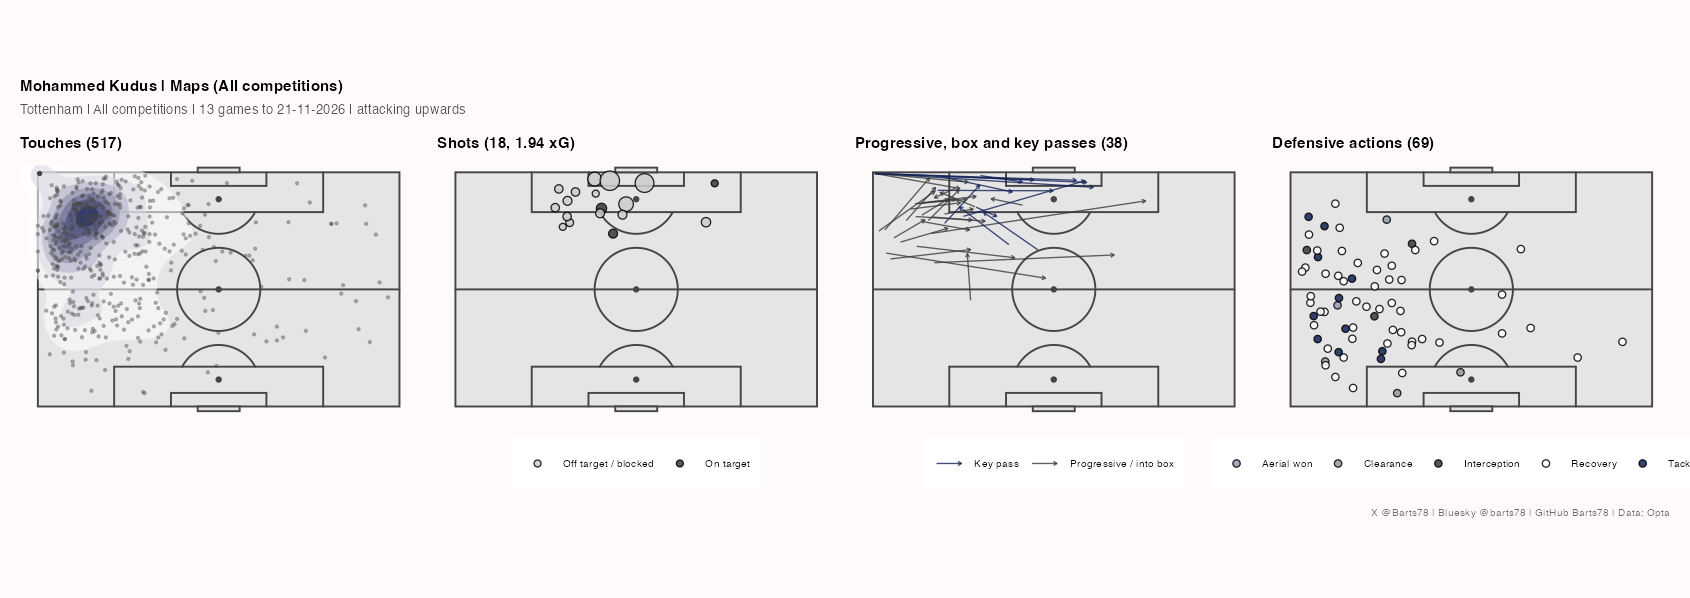 Mohammed Kudus | Maps (All competitions)
Tottenham | All competitions | 13 games to 21-11-2026 | attacking upwards
Touches (517)
Shots (18, 1.94 xG)
Progressive, box and key passes (38)
Defensive actions (69)
Off target / blocked
On target
Key pass
Progressive / into box
Aerial won
Clearance
Interception
Recovery
Tack
X @Barts78 | Bluesky @barts78 | GitHub Barts78 | Data: Opta